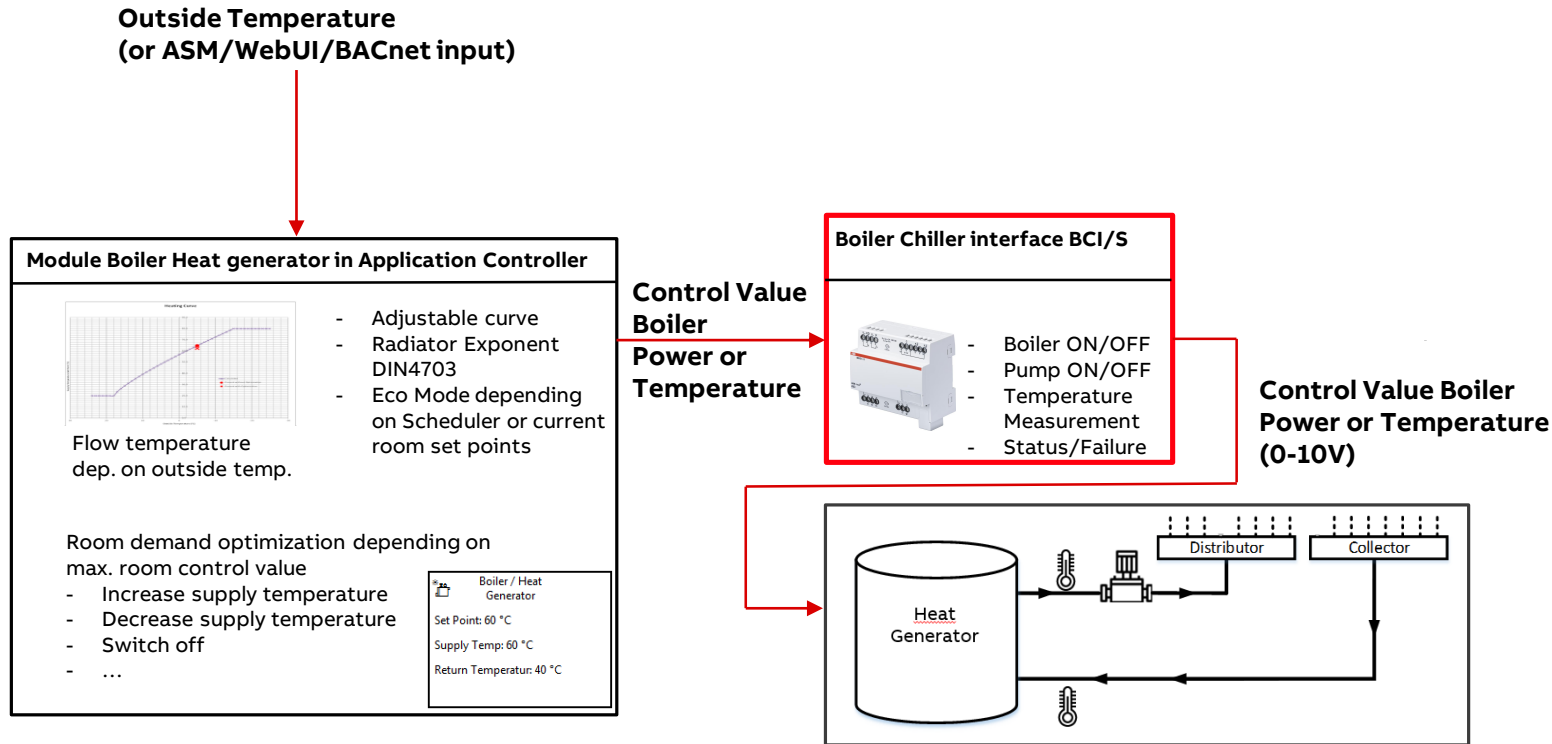 Outside Temperature
(or ASM/WebUI/BACnet input)
Module Boiler Heat generator in Application Controller
Heating Curve
- Adjustable curve
- Radiator Exponent
DIN4703
- Eco Mode depending
on Scheduler or current
room set points
Flow temperature
dep. on outside temp.
Room demand optimization depending on
max. room control value
- Increase supply temperature
- Decrease supply temperature
- Switch off
- ...
Boiler / Heat
Generator
Set Point: 60 °C
Supply Temp: 60 °C
Return Temperatur: 40 °C
Control Value
Boiler
Power or
Temperature
Boiler Chiller interface BCI/S
- Boiler ON/OFF
- Pump ON/OFF
- Temperature
Measurement
- Status/Failure
Control Value Boiler
Power or Temperature
(0-10V)
Distributor
Collector
Heat
Generator